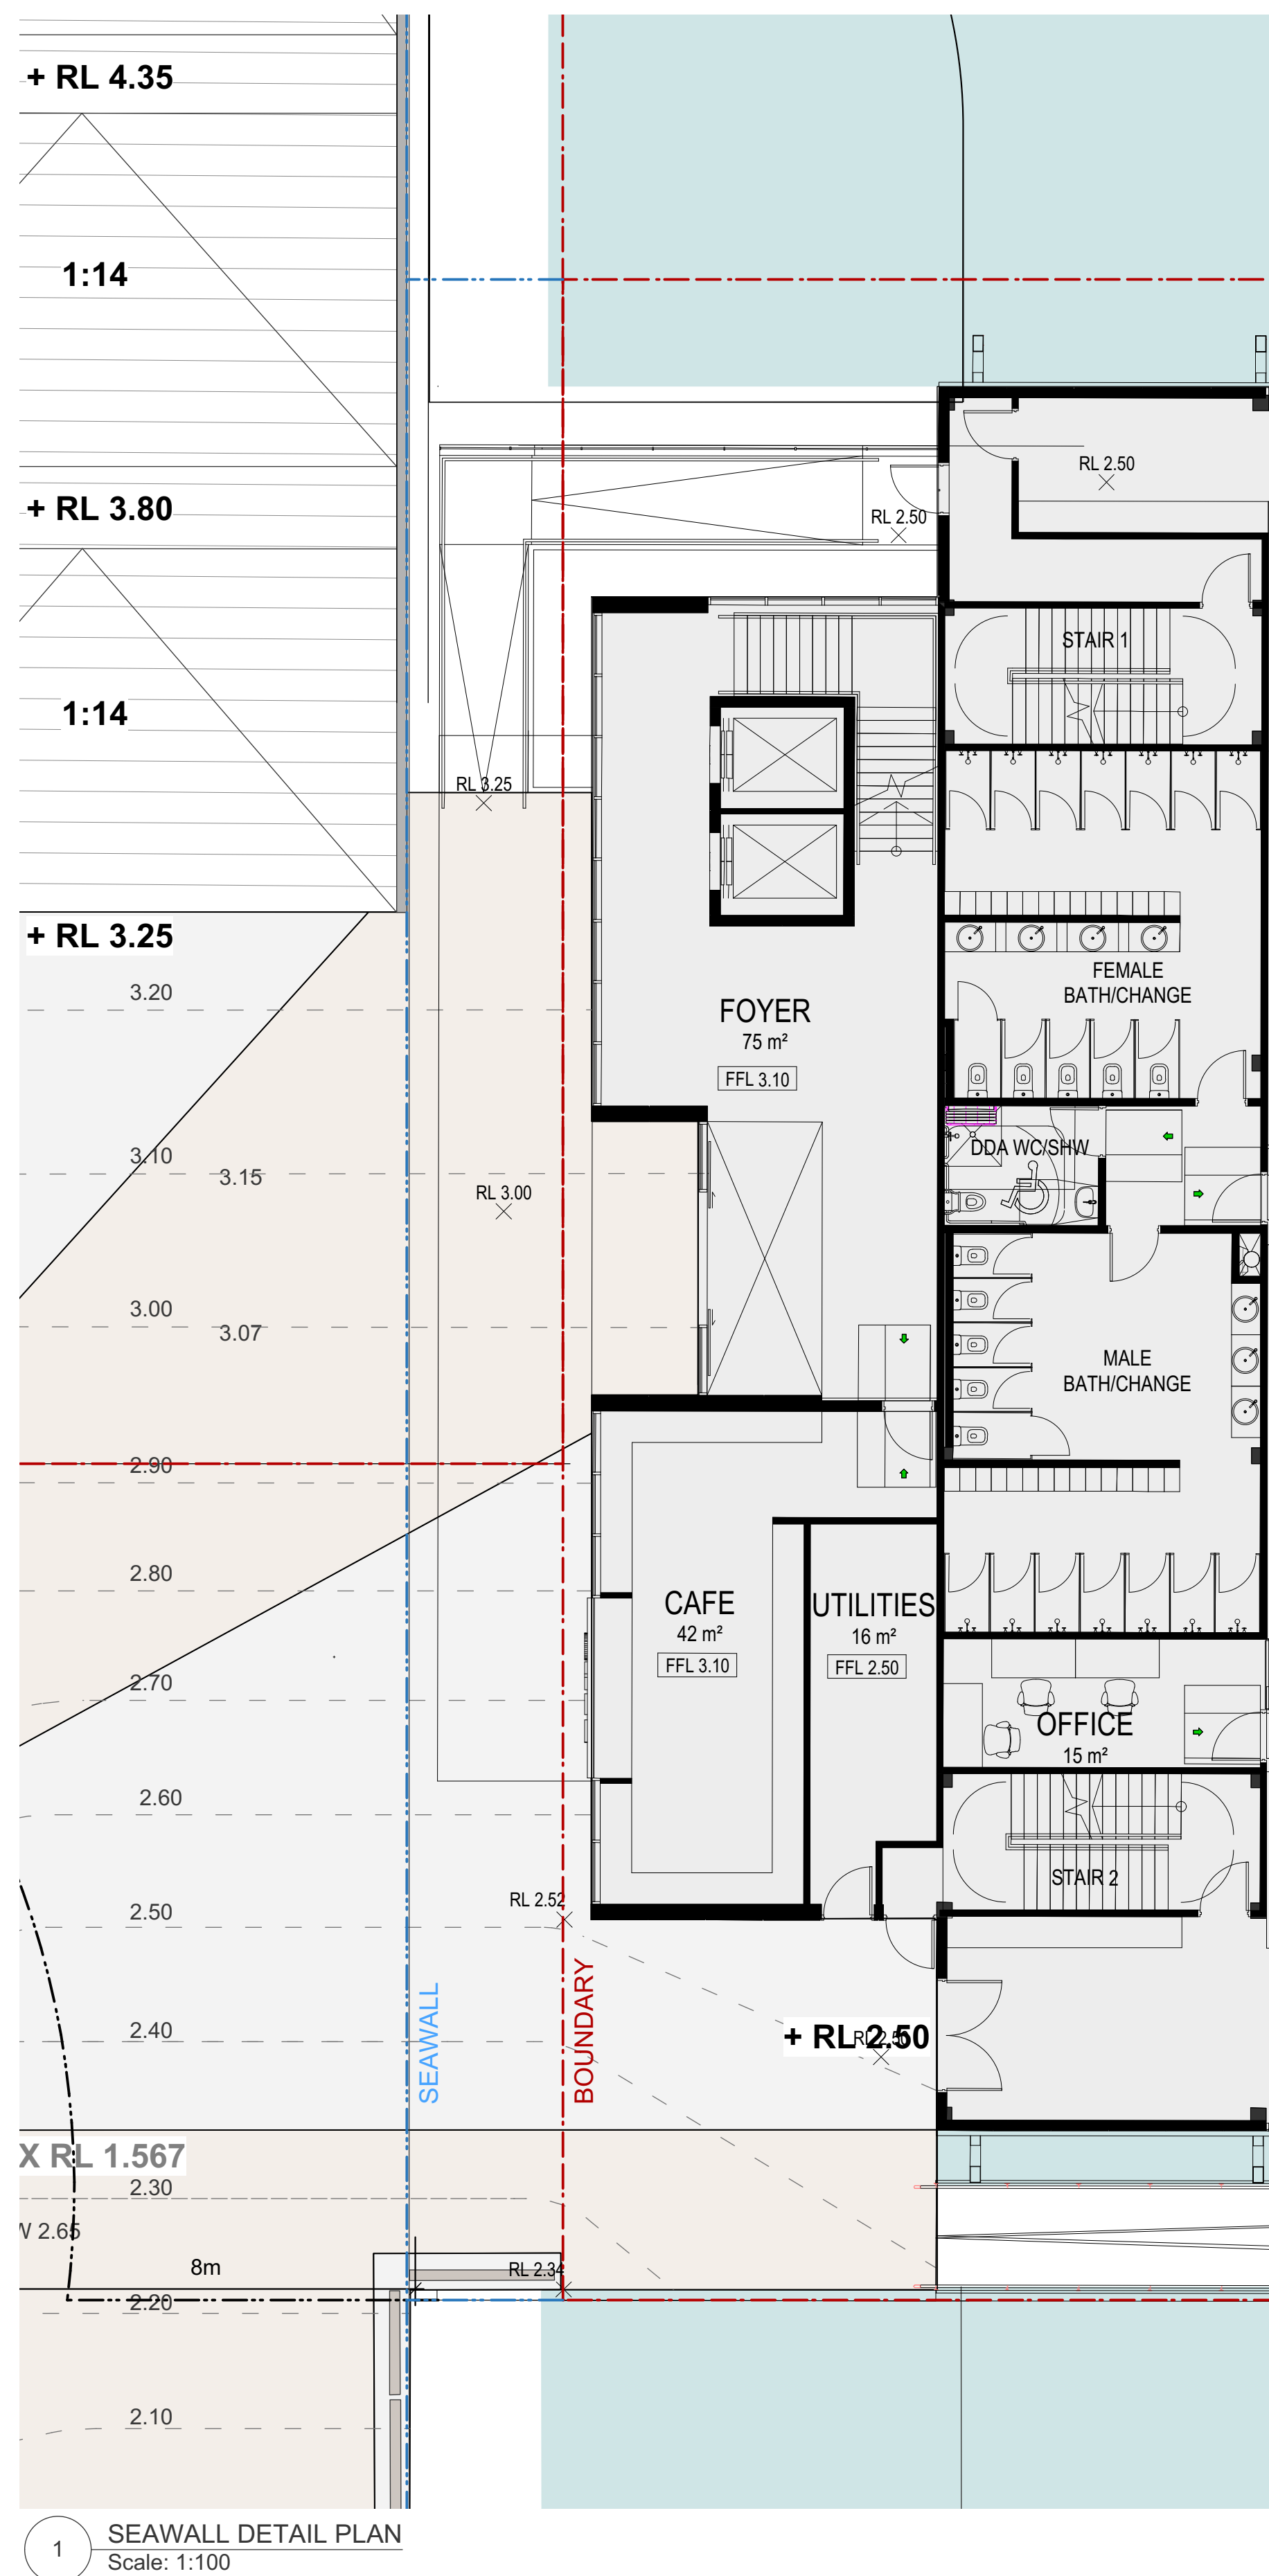 + RL 4.35
1:14
RL 2.50
+ RL 3.80
RL 2.50
STAIR 1
1:14
RL 3.25
+ RL 3.25
FEMALE
BATH/CHANGE
3.20
FOYER
75 m²
FFL 3.10
DDA WC/SHW
3.10
3.15
RL 3.00
3.00
3.07
MALE
BATH/CHANGE
2.90
2.80
CAFE
42 m²
FFL 3.10
UTILITIES
16 m²
FFL 2.50
2.70
OFFICE
15 m²
2.60
STAIR 2
RL 2.52
2.50
SEAWALL
BOUNDARY
2.40
+ RL 2.50
X RL 1.567
2.30
2.65
8m
RL 2.34
2.20
2.10
1
SEAWALL DETAIL PLAN
Scale: 1:100